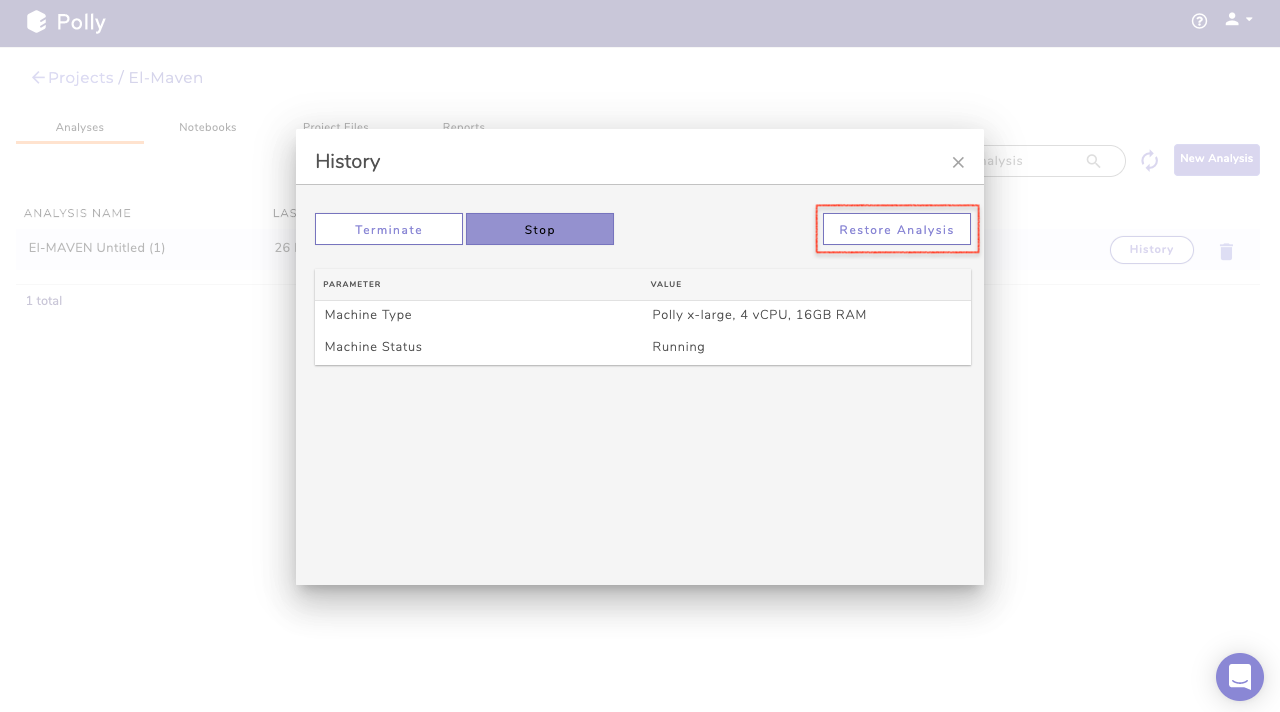 Polly
Projects / El-Maven
Analyses Notebooks Project Files Reports
History
nalysis
New Analysis
ANALYSIS NAME LAS
Terminate Stop Restore Analysis
El-MAVEN Untitled (1) 26
History
PARAMETER VALUE
1 total
Machine Type Polly x-large, 4 vCPU, 16GB RAM
Machine Status Running